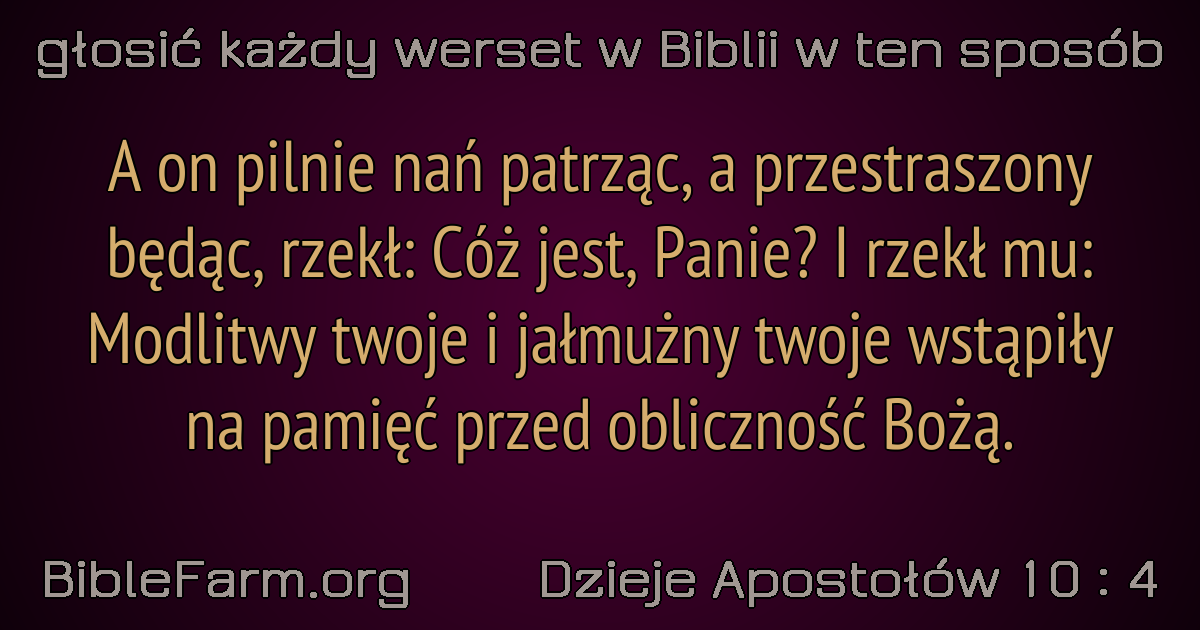 głosić każdy werset w Biblii w ten sposób
A on pilnie nań patrząc, a przestraszony
będąc, rzekł: Cóż jest, Panie? I rzekł mu:
Modlitwy twoje i jałmużny twoje wstąpiły
na pamięć przed obliczność Bożą.
BibleFarm.org
Dzieje Apostołów 10 : 4